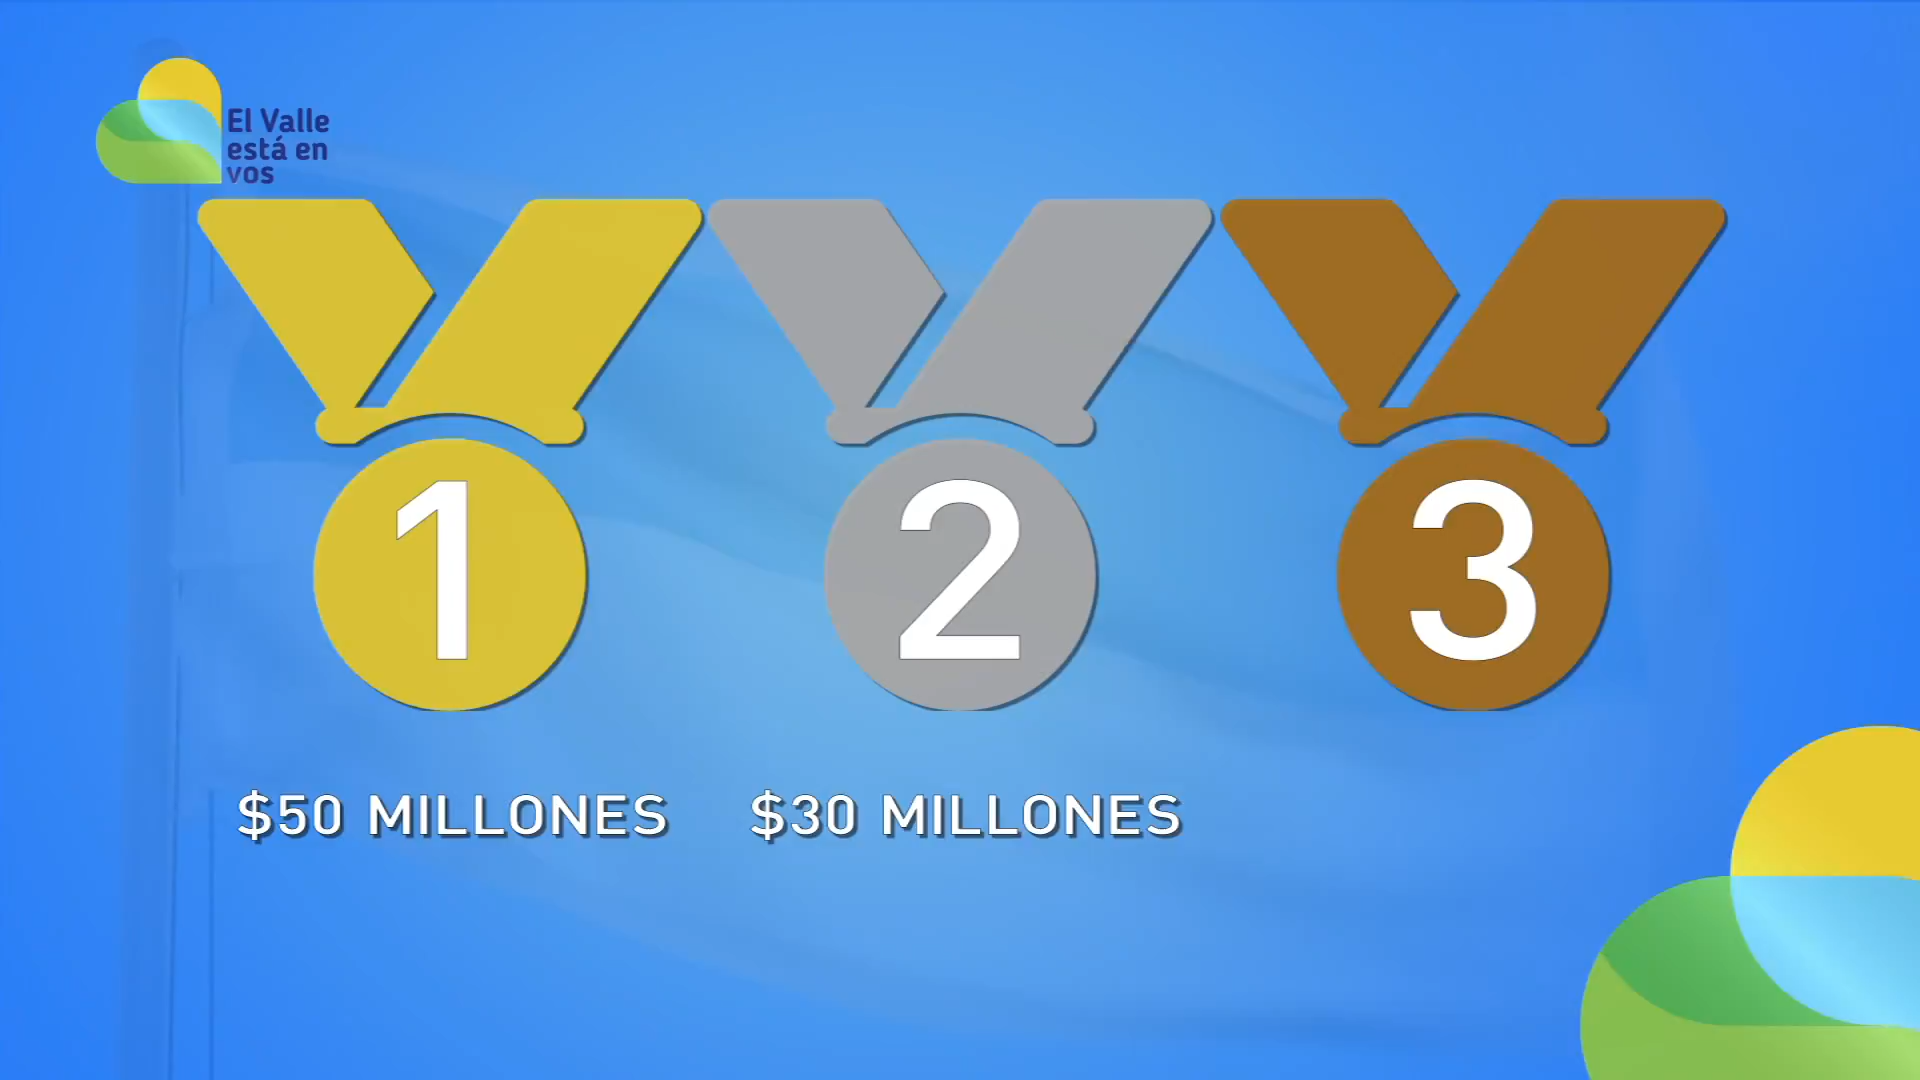 El Valle
está en
vos
1
2
3
$50 MILLONES
$30 MILLONES